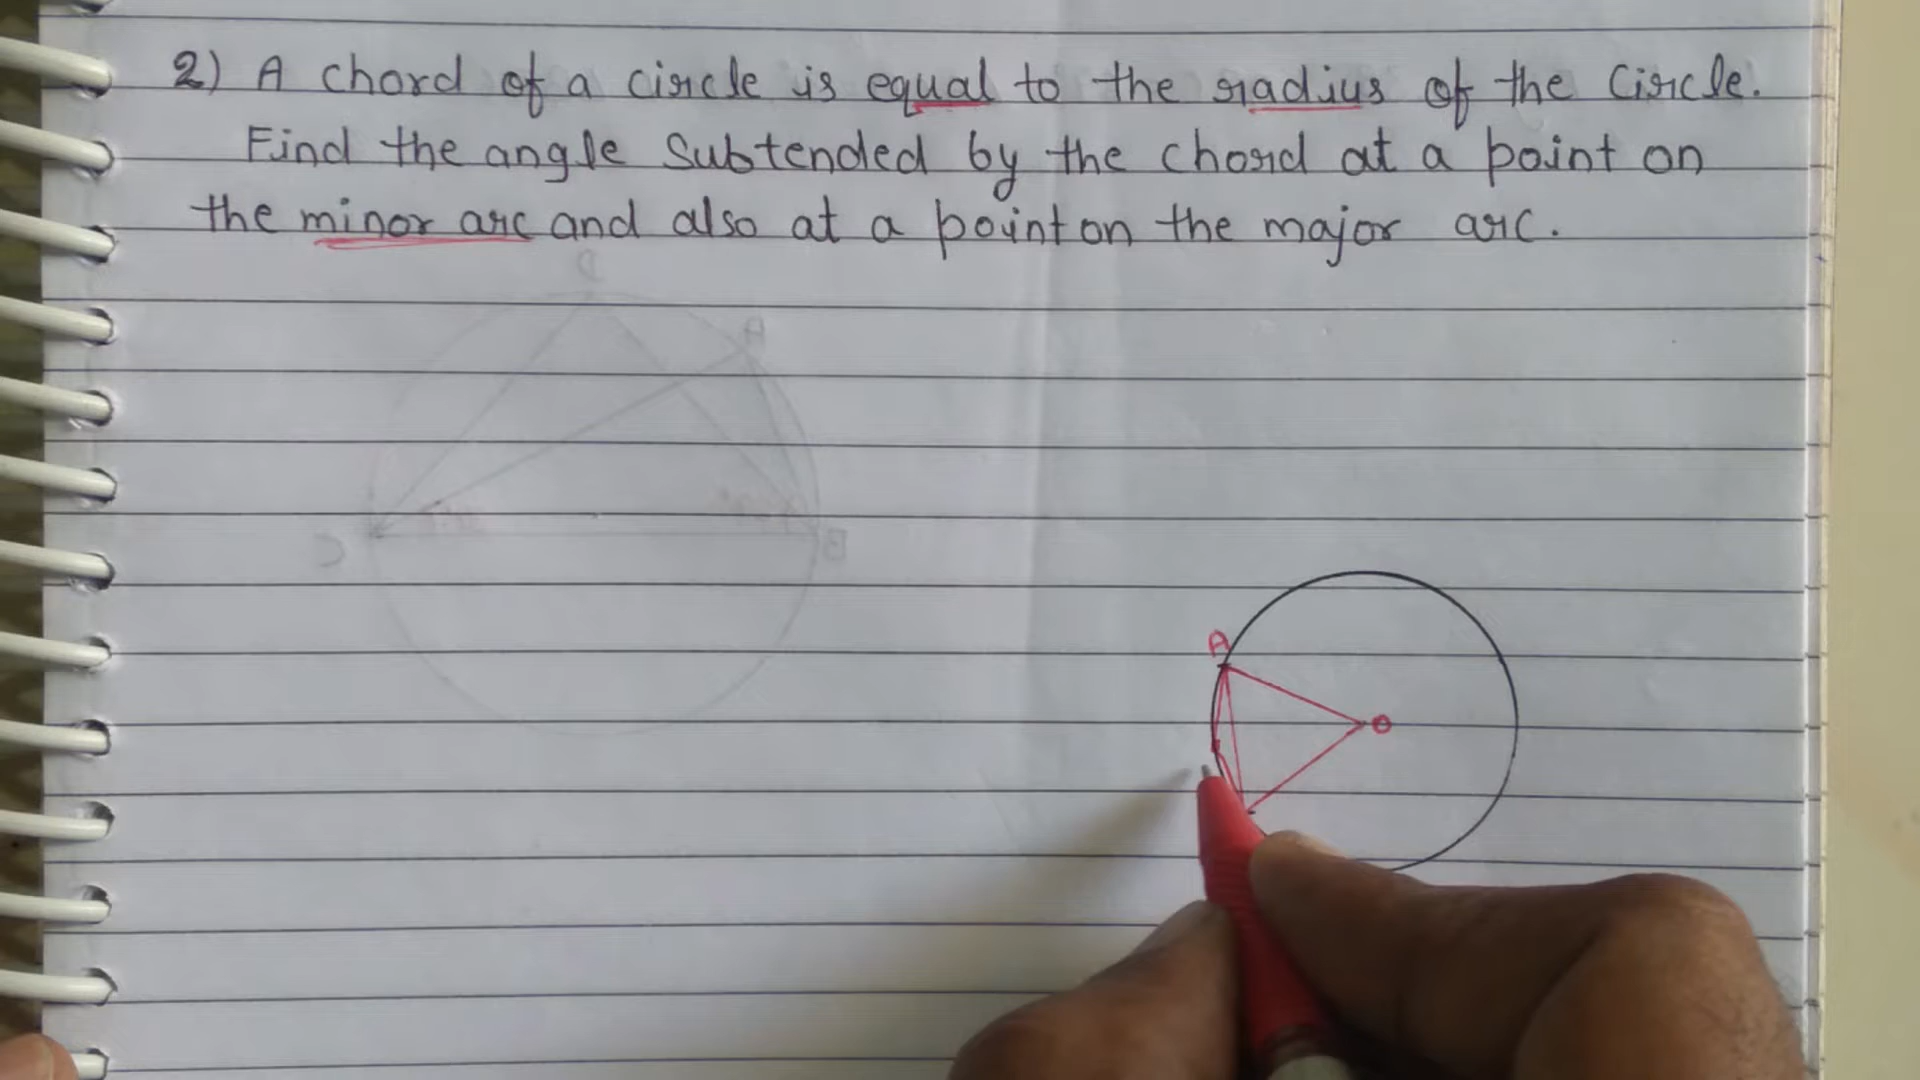 2) A chord of a circle is equal to the radius of the Circle.
Find the angle Subtended by the chord at a point on
the minor arc and also at a point on the major arc.
A
O